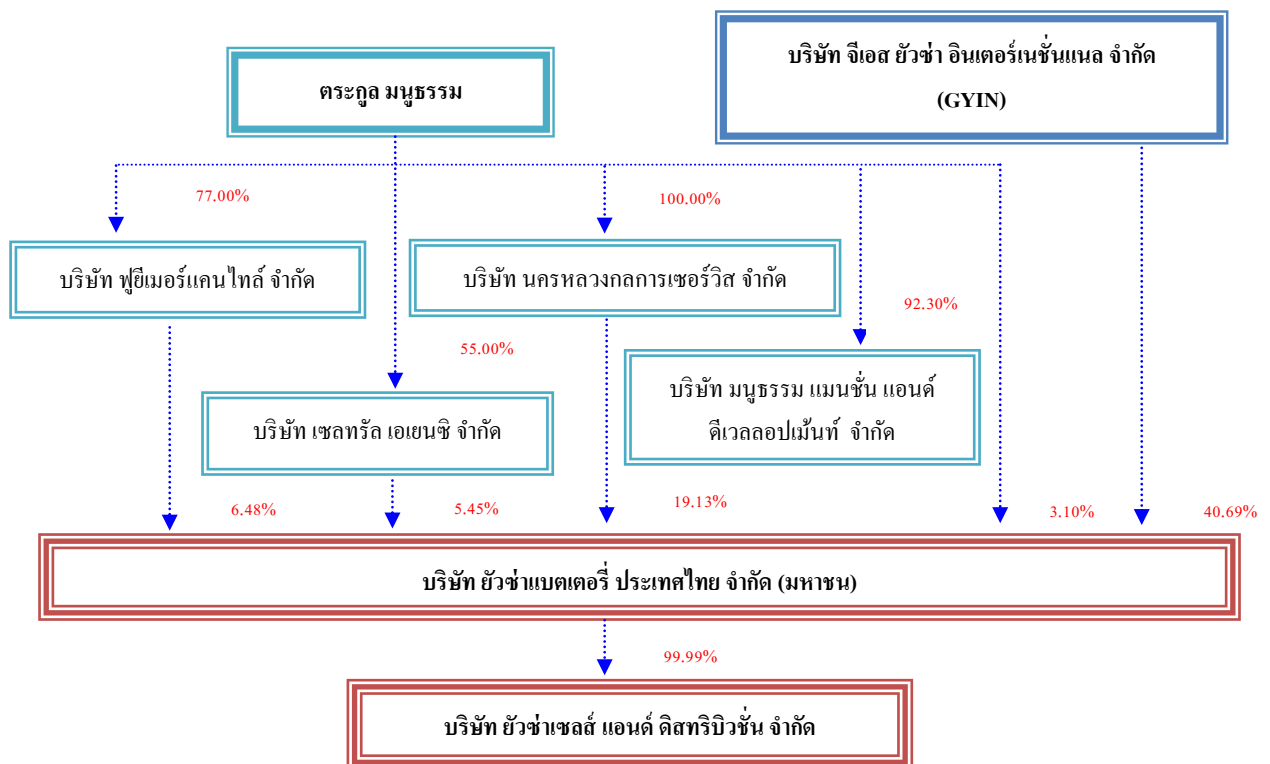 บริษัท จีเอส ยัวซ่า อินเตอร์เนชั่นแนล จำกัด
(GYIN)
ตระกูล มนูธรรม
77.00%
100.00%
บริษัท ฟูยีเมอร์แคนไทล์ จำกัด
บริษัท นครหลวงกลการเซอร์วิส จำกัด
92.30%
55.00%
บริษัท มนูธรรม แมนชั่น แอนด์
ดีเวลลอปเม้นท์ จำกัด
บริษัท เซลทรัล เอเยนซี จำกัด
6.48%
5.45%
19.13%
3.10%
40.69%
บริษัท ยัวซ่าแบตเตอรี่ ประเทศไทย จำกัด (มหาชน)
99.99%
บริษัท ยัวซ่าเซลส์ แอนด์ ดิสทริบิวชั่น จำกัด